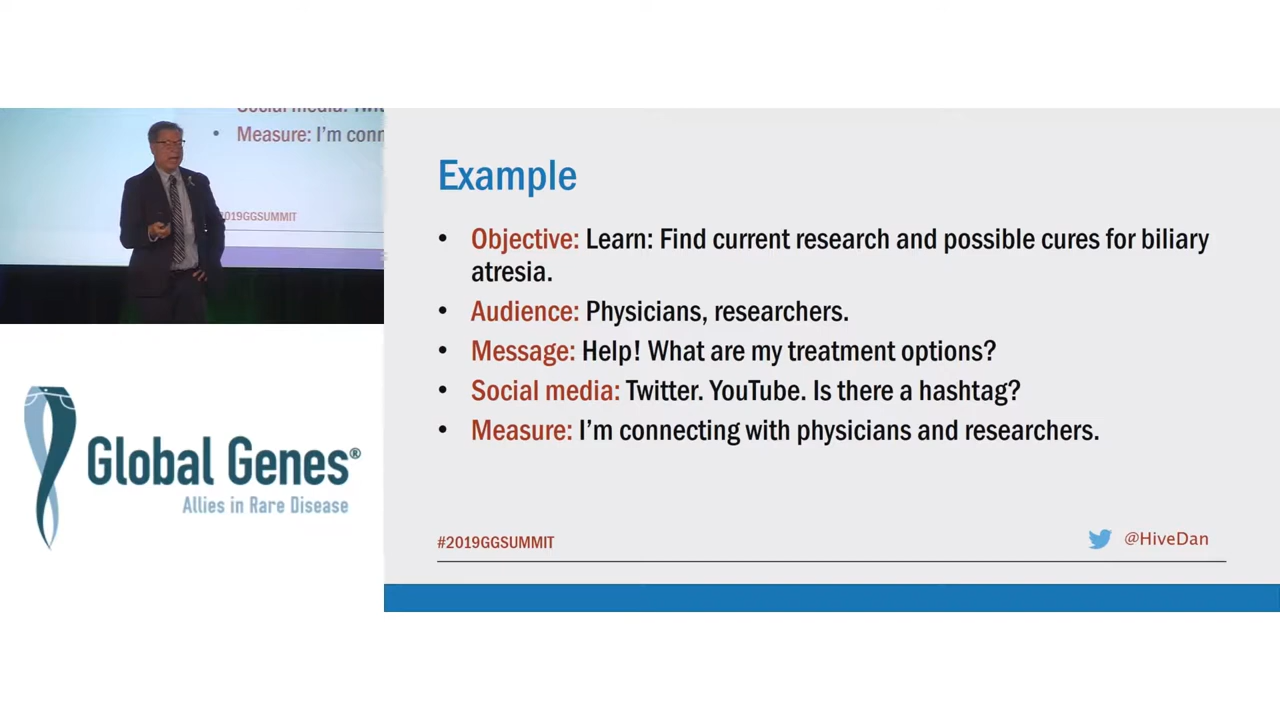 Social media: Twit
• Measure: I'm conn
2019GGSUMMIT
Global Genes®
Allies in Rare Disease
Example
• Objective: Learn: Find current research and possible cures for biliary
atresia.
• Audience: Physicians, researchers.
• Message: Help! What are my treatment options?
• Social media: Twitter. YouTube. Is there a hashtag?
• Measure: I'm connecting with physicians and researchers.
#2019GGSUMMIT
@HiveDan